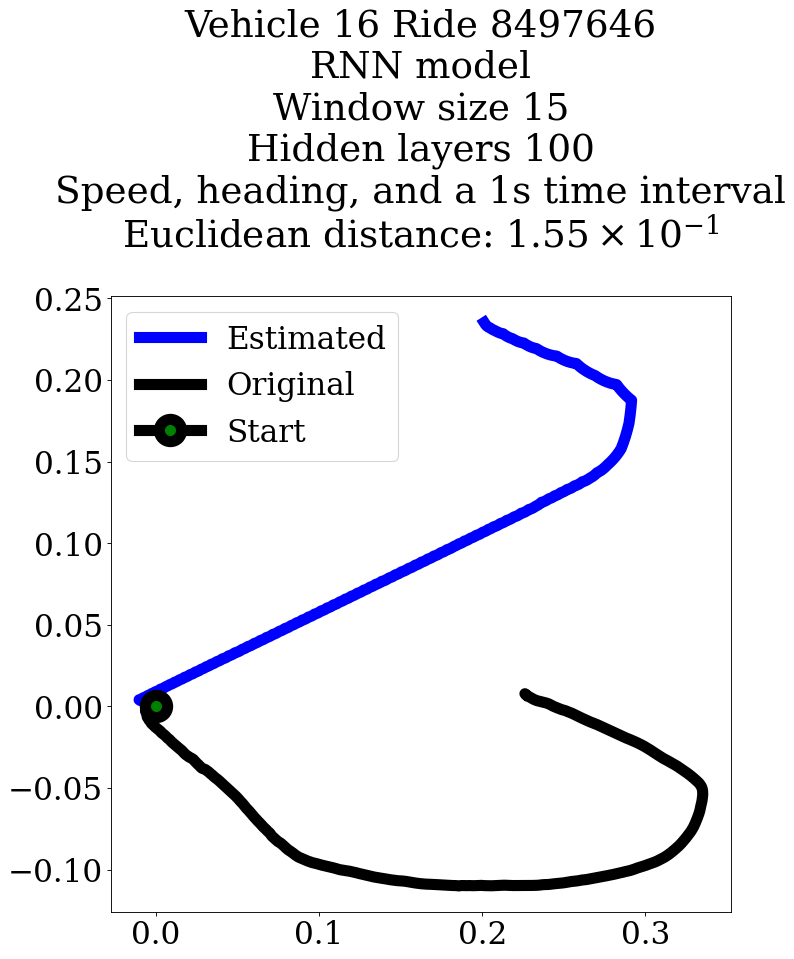 Vehicle 16 Ride 8497646
RNN model
Window size 15
Hidden layers 100
Speed, heading, and a 1s time interval
Euclidean distance: 1.55 × 10⁻¹
0.25
0.20
0.15
0.10
0.05
0.00
−0.05
−0.10
Estimated
Original
Start
0.0 0.1 0.2 0.3